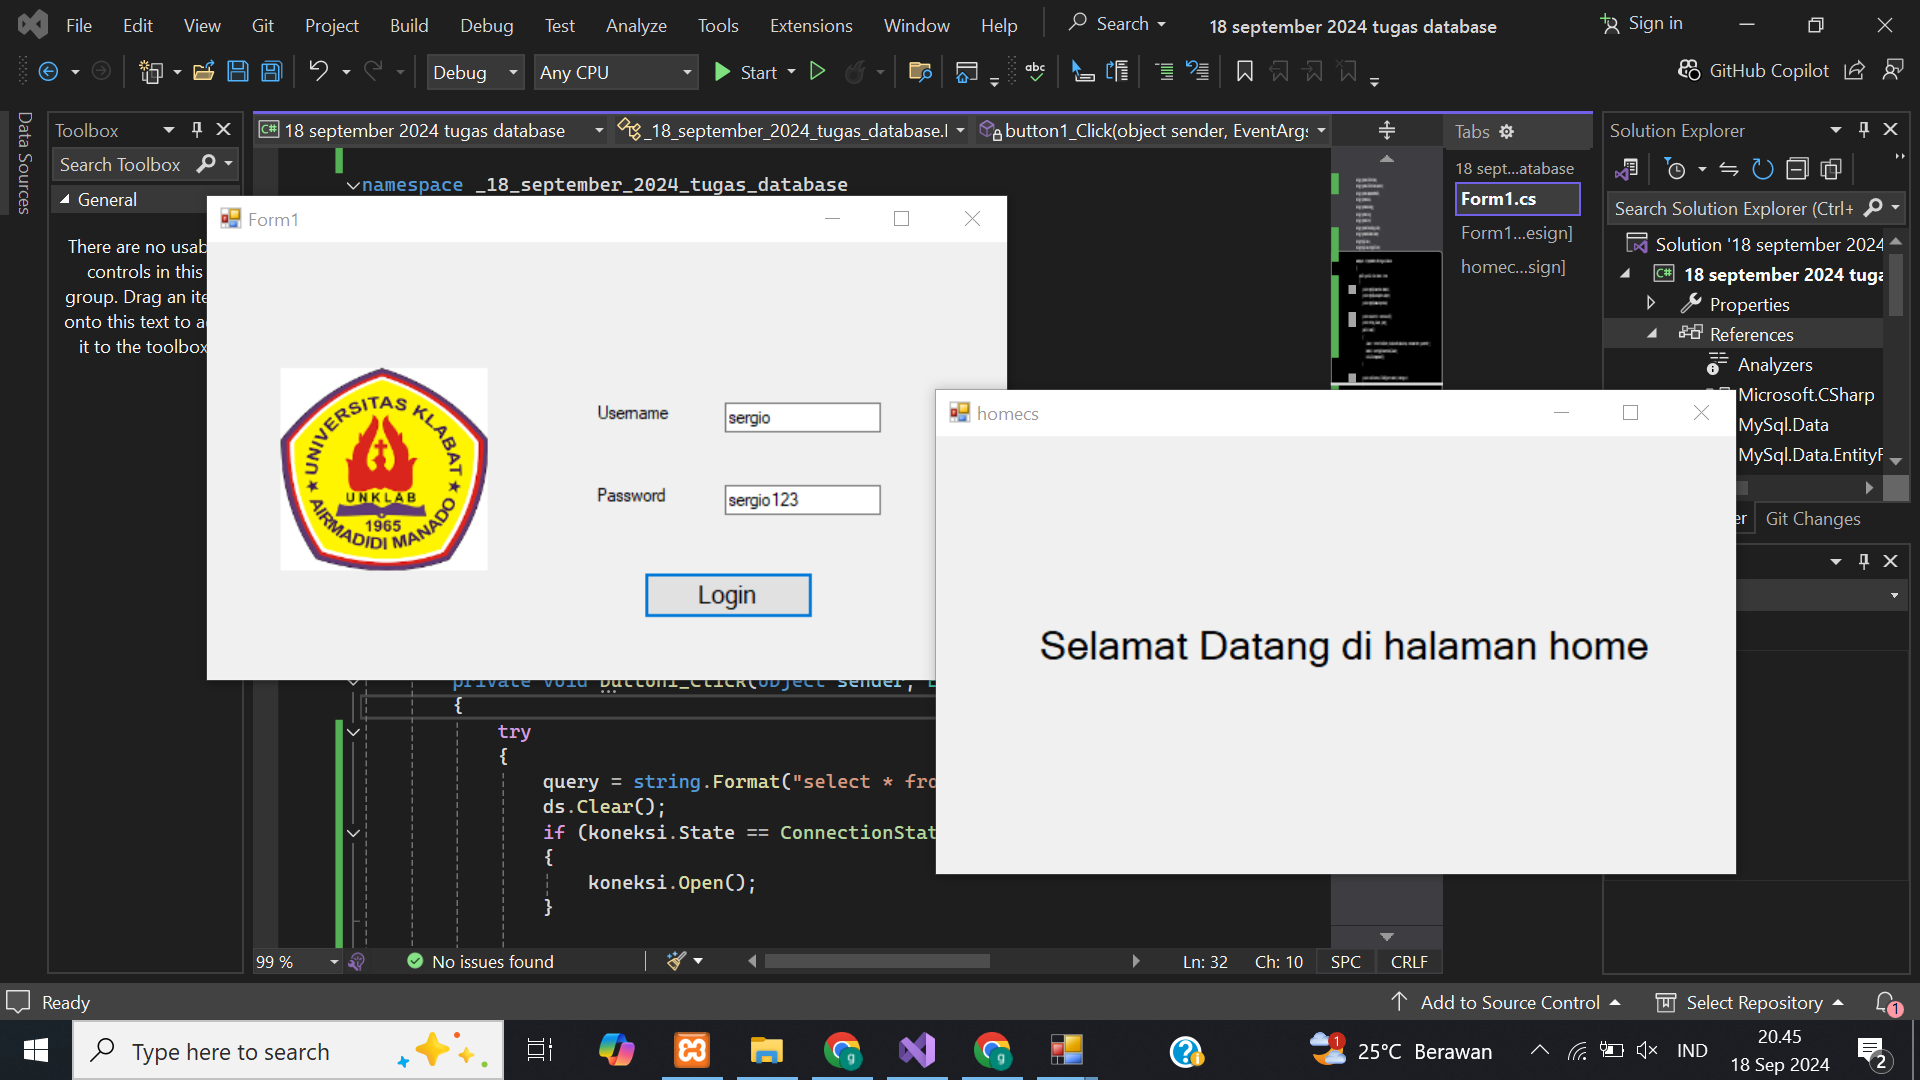 File Edit View Git Project Build Debug Test Analyze Tools Extensions Window Help Search 18 september 2024 tugas database Sign in
Debug Any CPU Start GitHub Copilot
Data Sources
Toolbox
Search Toolbox
General
There are no usab
controls in this
group. Drag an ite
onto this text to a
it to the toolbox
18 september 2024 tugas database _18_september_2024_tugas_database. button1_Click(object sender, EventArgs
namespace _18_september_2024_tugas_database
Form1
UNIVERSITAS KLABAT
UNKLAB
1965
AIRMADIDI MANADO
Username sergio
Password sergio123
Login
homecs
Selamat Datang di halaman home
private void button1_Click(object sender,
{
try
{
query = string.Format("select * fro
ds.Clear();
if (koneksi.State == ConnectionStat
{
koneksi.Open();
}
Tabs
18 sept...atabase
Form1.cs
Form1...esign]
homec...sign]
Solution Explorer
Search Solution Explorer (Ctrl+
Solution '18 september 2024
18 september 2024 tuga
Properties
References
Analyzers
Microsoft.CSharp
MySql.Data
MySql.Data.EntityF
er Git Changes
99 % No issues found Ln: 32 Ch: 10 SPC CRLF
Ready Add to Source Control Select Repository 1
Type here to search 1 25°C Berawan IND 20.45
18 Sep 2024 2